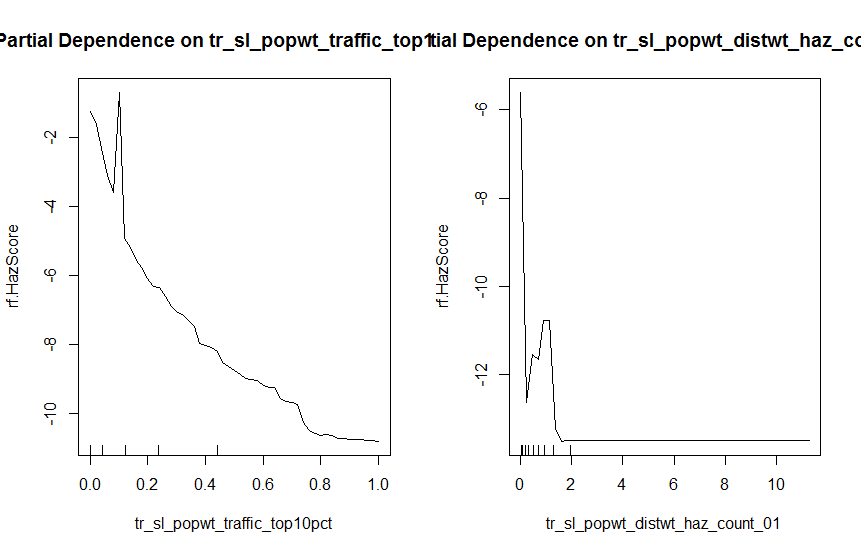 Partial Dependence on tr_sl_popwt_traffic_top1
tial Dependence on tr_sl_popwt_distwt_haz_co
rf.HazScore
-2
-4
-6
-8
-10
0.0 0.2 0.4 0.6 0.8 1.0
tr_sl_popwt_traffic_top10pct
rf.HazScore
-6
-8
-10
-12
0 2 4 6 8 10
tr_sl_popwt_distwt_haz_count_01